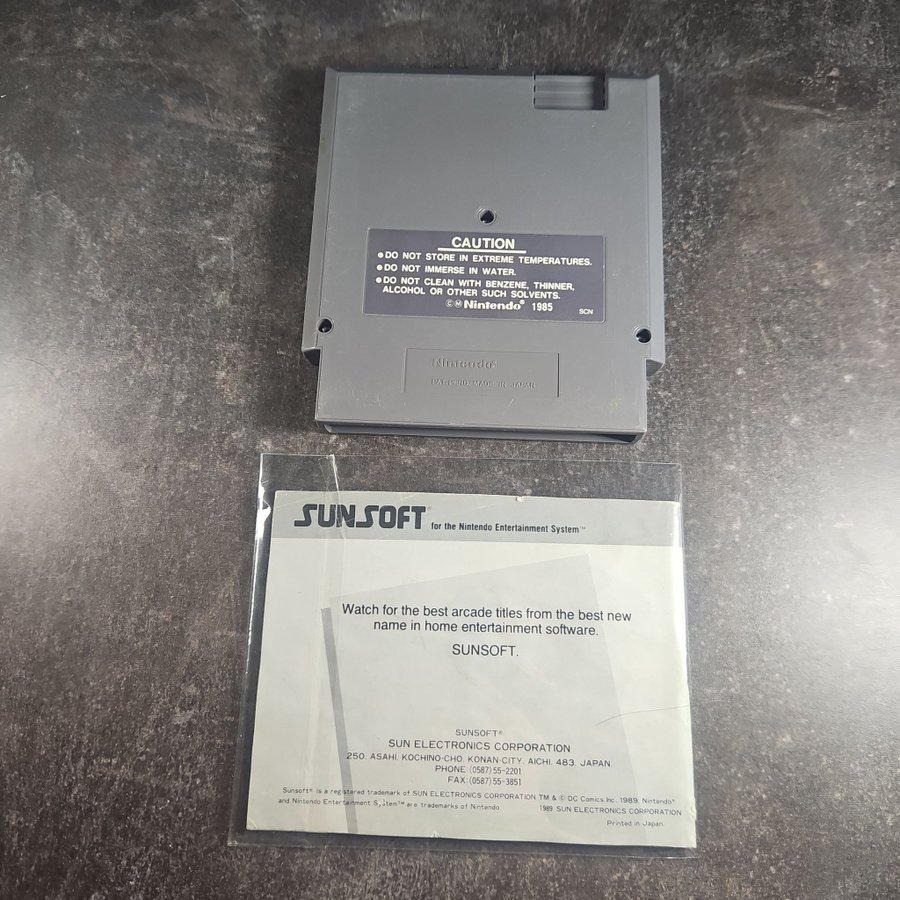 CAUTION
●DO NOT STORE IN EXTREME TEMPERATURES.
●DO NOT IMMERSE IN WATER.
●DO NOT CLEAN WITH BENZENE, THINNER,
ALCOHOL OR OTHER SUCH SOLVENTS.
©Ⓜ Nintendo® 1985
SCN
Nintendo®
PAT. PEND. MADE IN JAPAN
SUNSOFT® for the Nintendo Entertainment System™
Watch for the best arcade titles from the best new
name in home entertainment software.
SUNSOFT.
SUNSOFT®
SUN ELECTRONICS CORPORATION
250, ASAHI, KOCHINO-CHO, KONAN-CITY, AICHI, 483, JAPAN.
PHONE:(0587)55-2201
FAX:(0587)55-3851
Sunsoft® is a registered trademark of SUN ELECTRONICS CORPORATION TM & © DC Comics Inc. 1989. Nintendo®
and Nintendo Entertainment System™ are trademarks of Nintendo. 1989 SUN ELECTRONICS CORPORATION
Printed in Japan.